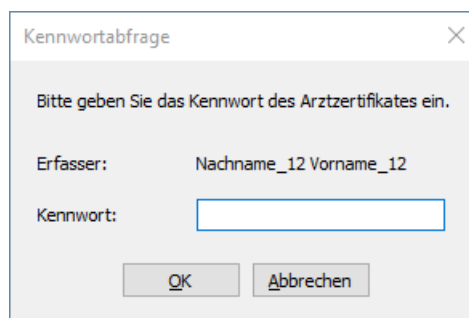 Kennwortabfrage
Bitte geben Sie das Kennwort des Arztzertifikates ein.
Erfasser: Nachname_12 Vorname_12
Kennwort:
OK Abbrechen